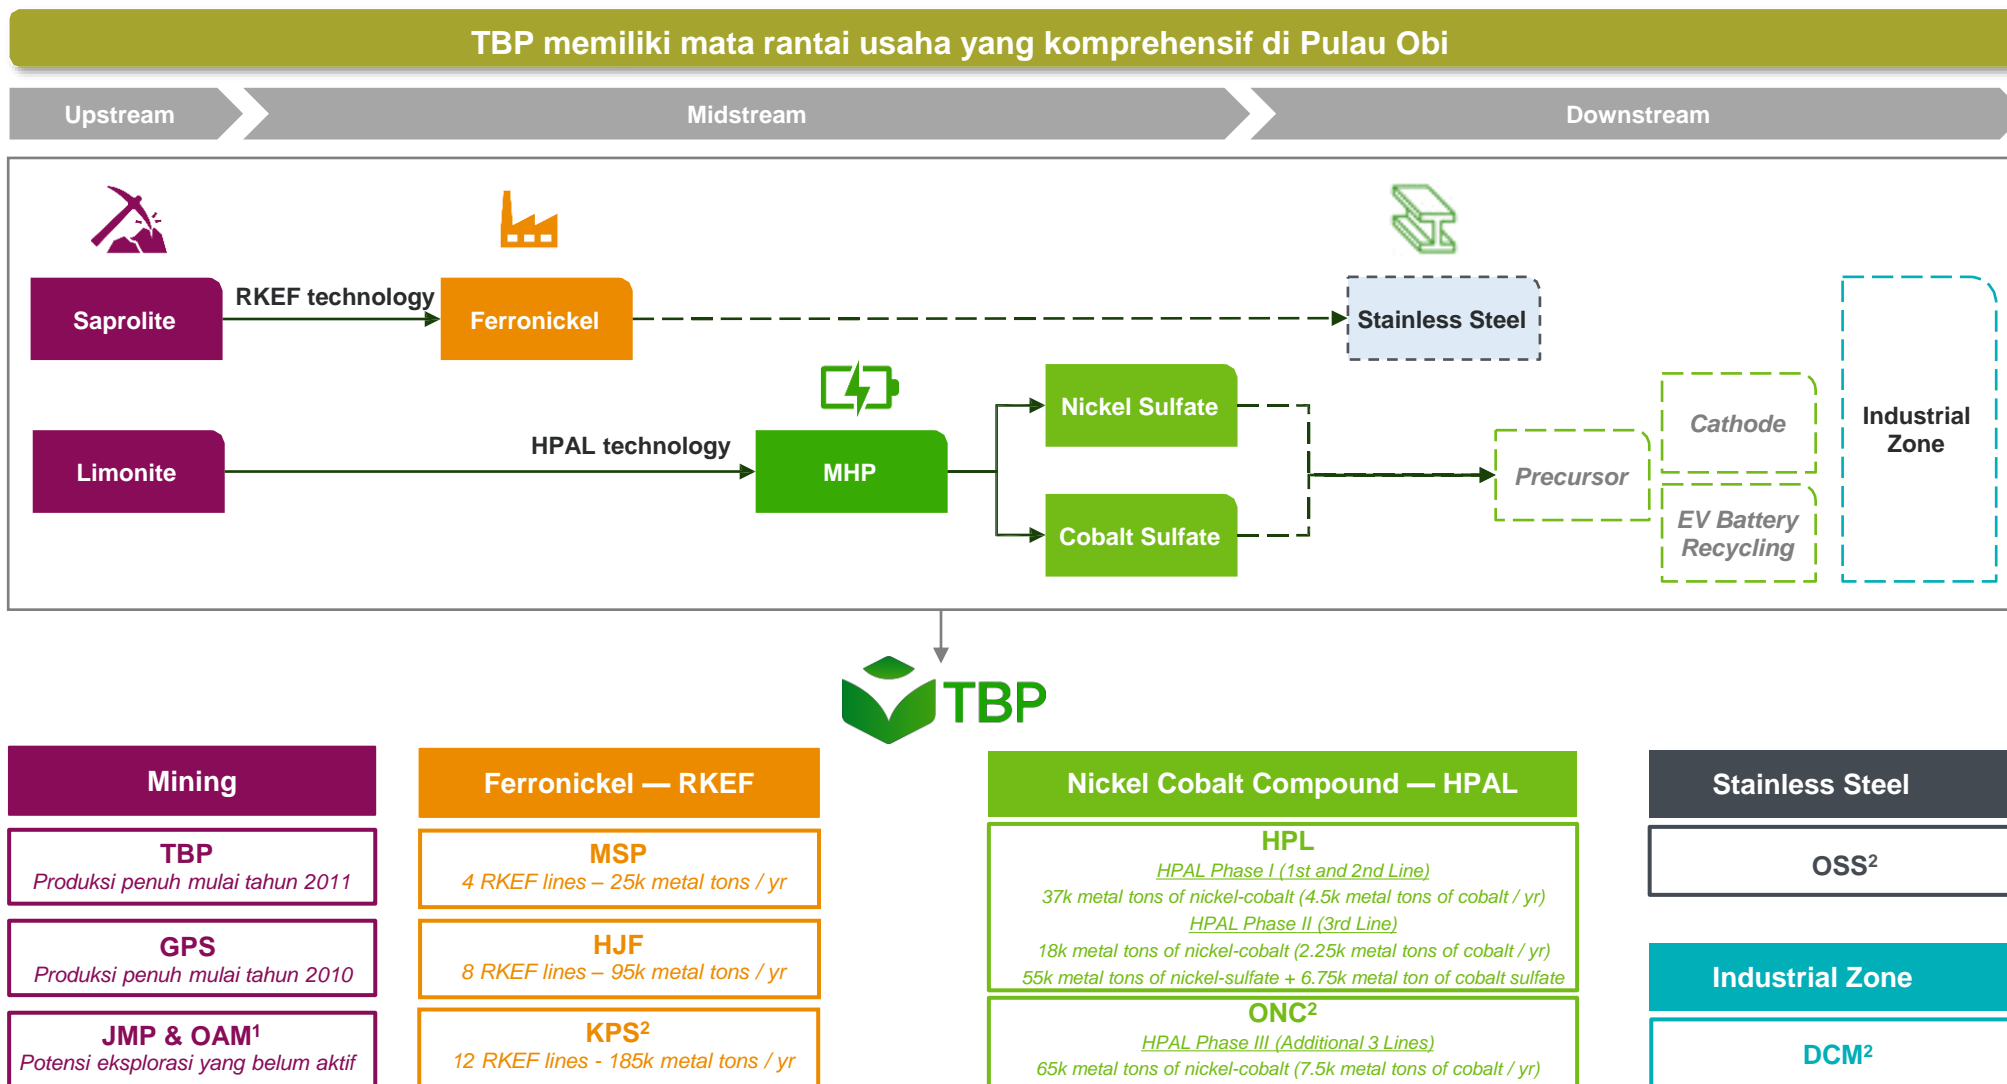 TBP memiliki mata rantai usaha yang komprehensif di Pulau Obi
Upstream
Midstream
Downstream
Saprolite
RKEF technology
Ferronickel
Stainless Steel
Limonite
HPAL technology
MHP
Nickel Sulfate
Cobalt Sulfate
Precursor
Cathode
EV Battery
Recycling
Industrial
Zone
TBP
Mining
TBP
Produksi penuh mulai tahun 2011
GPS
Produksi penuh mulai tahun 2010
JMP & OAM¹
Potensi eksplorasi yang belum aktif
Ferronickel — RKEF
MSP
4 RKEF lines – 25k metal tons / yr
HJF
8 RKEF lines – 95k metal tons / yr
KPS²
12 RKEF lines - 185k metal tons / yr
Nickel Cobalt Compound — HPAL
HPL
HPAL Phase I (1st and 2nd Line)
37k metal tons of nickel-cobalt (4.5k metal tons of cobalt / yr)
HPAL Phase II (3rd Line)
18k metal tons of nickel-cobalt (2.25k metal tons of cobalt / yr)
55k metal tons of nickel-sulfate + 6.75k metal ton of cobalt sulfate
ONC²
HPAL Phase III (Additional 3 Lines)
65k metal tons of nickel-cobalt (7.5k metal tons of cobalt / yr)
Stainless Steel
OSS²
Industrial Zone
DCM²